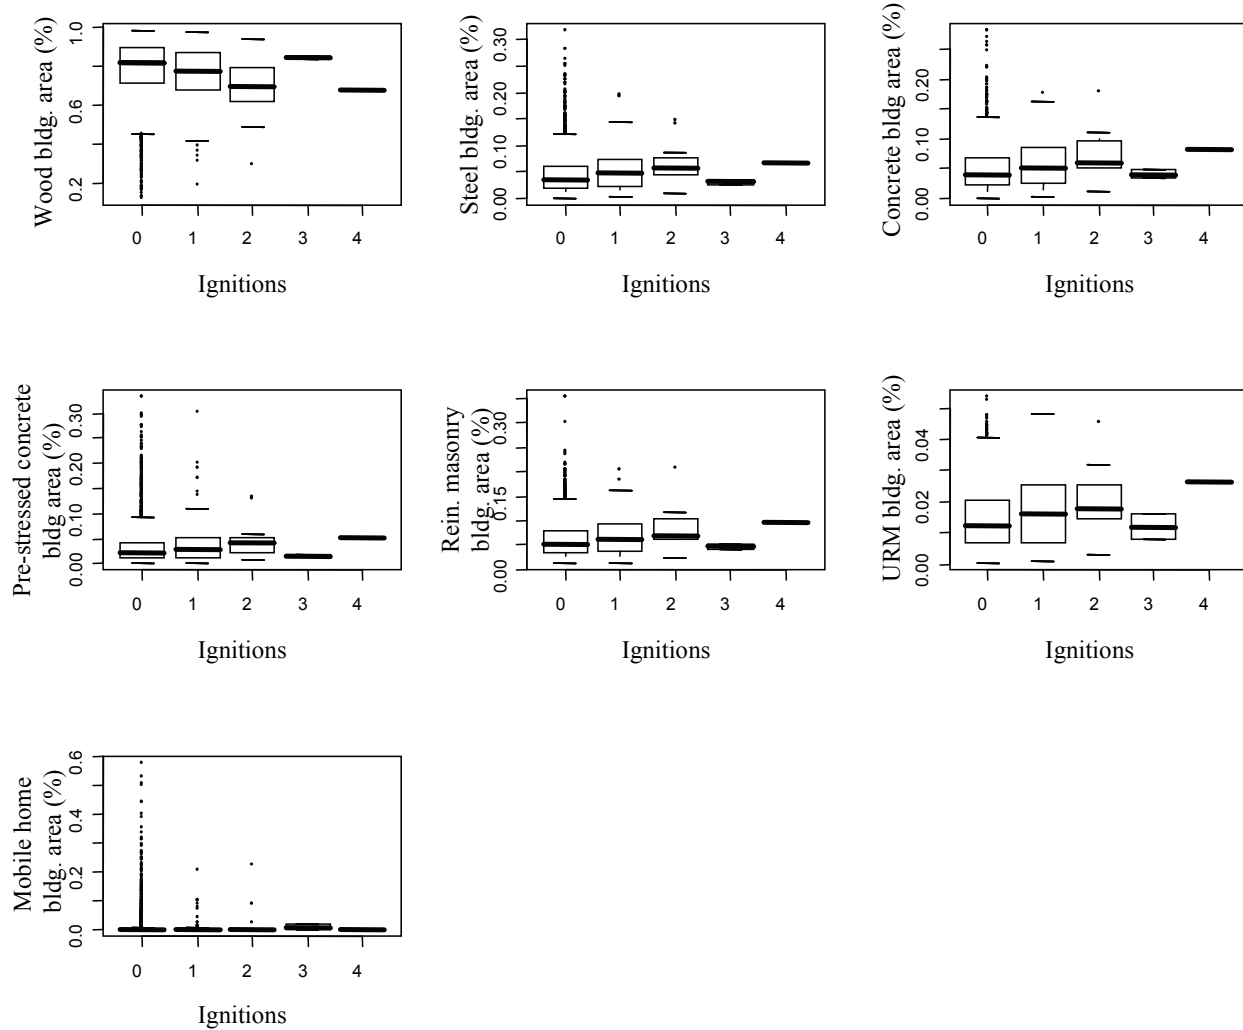 Wood bldg. area (%)
1.0
0.6
0.2
0 1 2 3 4
Ignitions
Steel bldg. area (%)
0.30
0.20
0.10
0.00
0 1 2 3 4
Ignitions
Concrete bldg area (%)
0.20
0.10
0.00
0 1 2 3 4
Ignitions
Pre-stressed concrete
bldg area (%)
0.30
0.20
0.10
0.00
0 1 2 3 4
Ignitions
Rein. masonry
bldg. area (%)
0.30
0.15
0.00
0 1 2 3 4
Ignitions
URM bldg. area (%)
0.04
0.02
0.00
0 1 2 3 4
Ignitions
Mobile home
bldg. area (%)
0.6
0.4
0.2
0.0
0 1 2 3 4
Ignitions